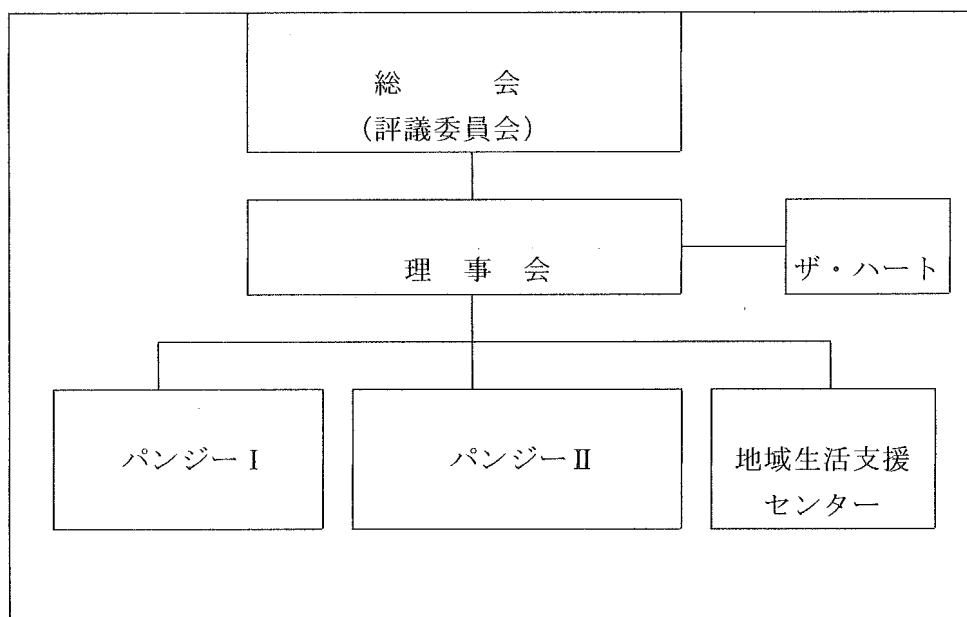 総　会
（評議委員会）
理　事　会
ザ・ハート
パンジーⅠ
パンジーⅡ
地域生活支援
センター